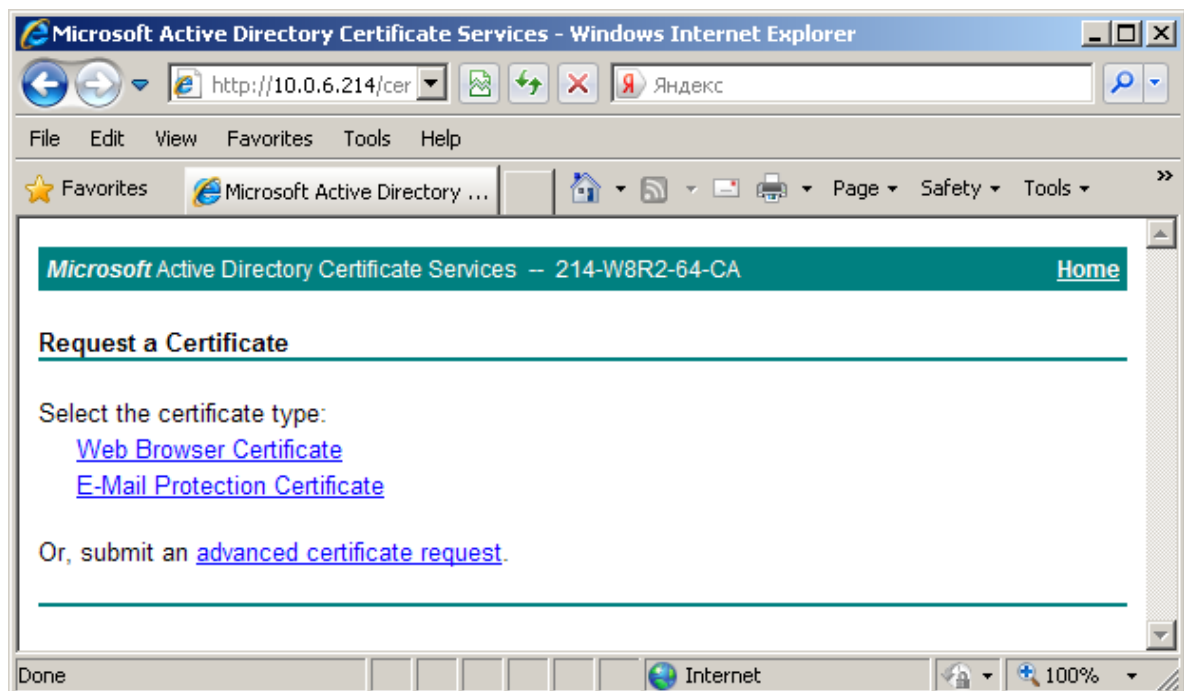 Microsoft Active Directory Certificate Services - Windows Internet Explorer
http://10.0.6.214/cer Яндекс
File Edit View Favorites Tools Help
Favorites Microsoft Active Directory ... Page Safety Tools »
Microsoft Active Directory Certificate Services -- 214-W8R2-64-CA Home
Request a Certificate
Select the certificate type:
Web Browser Certificate
E-Mail Protection Certificate
Or, submit an advanced certificate request.
Done Internet 100%